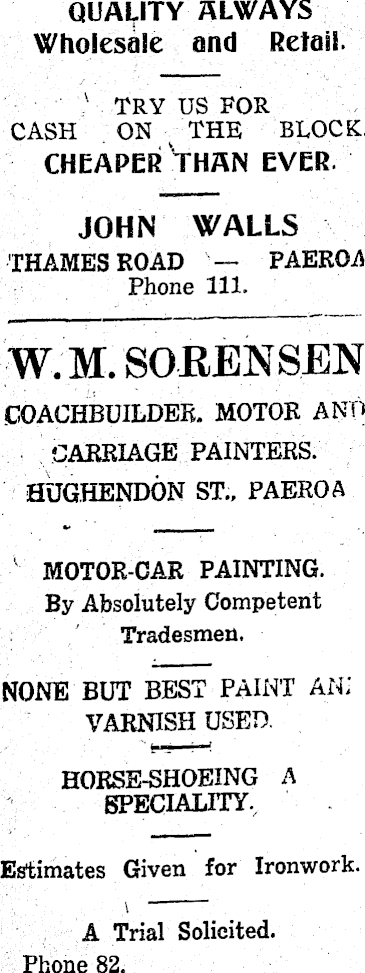 QUALITY ALWAYS
Wholesale and Retail.
TRY US FOR
CASH ON THE BLOCK.
CHEAPER THAN EVER.
JOHN WALLS
THAMES ROAD — PAEROA
Phone 111.
W. M. SORENSEN
COACHBUILDER. MOTOR AND
CARRIAGE PAINTERS.
HUGHENDON ST., PAEROA
MOTOR-CAR PAINTING.
By Absolutely Competent
Tradesmen.
NONE BUT BEST PAINT AND
VARNISH USED.
HORSE-SHOEING A
SPECIALITY.
Estimates Given for Ironwork.
A Trial Solicited.
Phone 82.